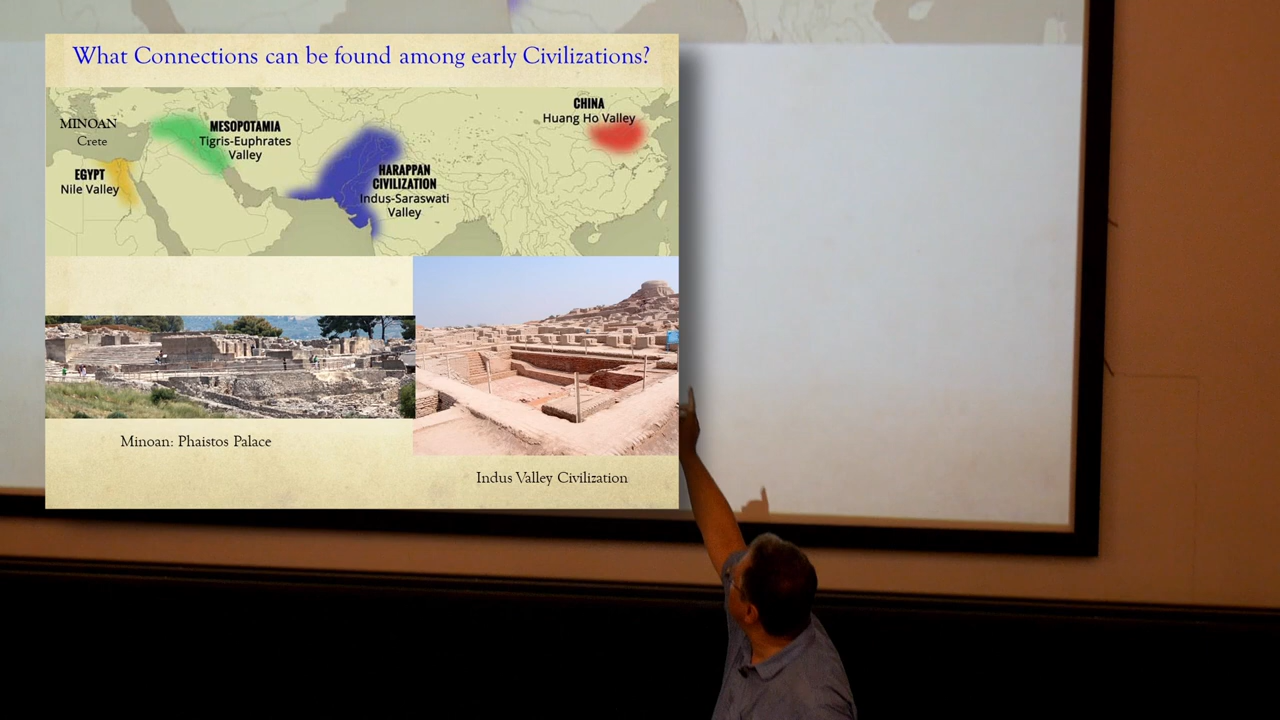 What Connections can be found among early Civilizations?
MINOAN
Crete
EGYPT
Nile Valley
MESOPOTAMIA
Tigris-Euphrates
Valley
HARAPPAN
CIVILIZATION
Indus-Saraswati
Valley
CHINA
Huang Ho Valley
Minoan: Phaistos Palace
Indus Valley Civilization